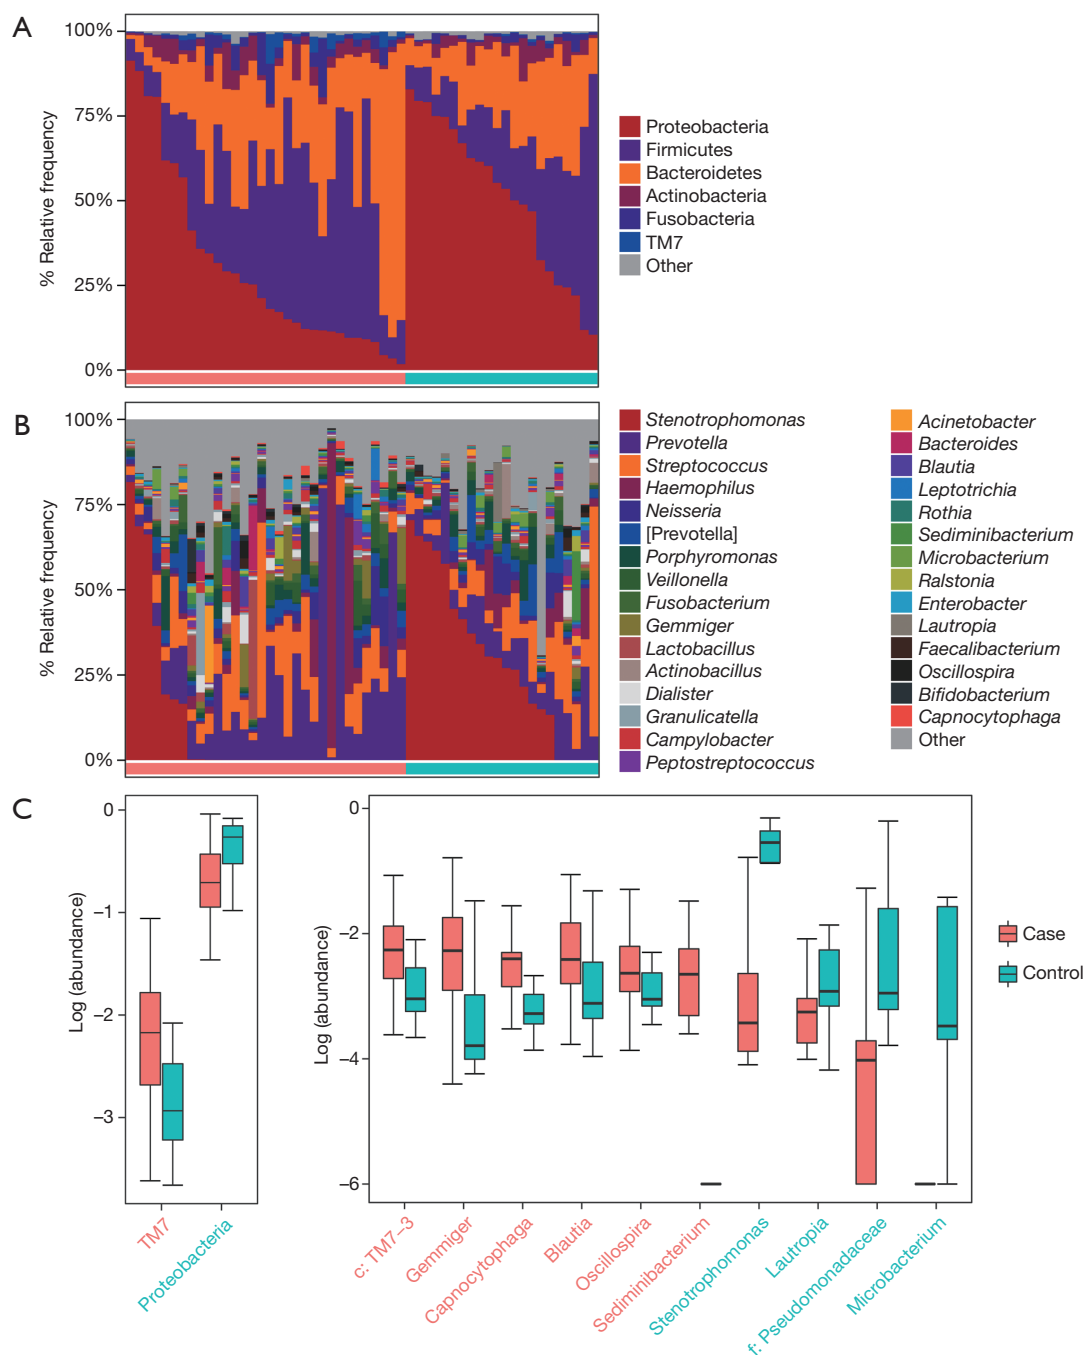 A
100%
75%
50%
25%
0%
% Relative frequency
Proteobacteria
Firmicutes
Bacteroidetes
Actinobacteria
Fusobacteria
TM7
Other
B
100%
75%
50%
25%
0%
% Relative frequency
Stenotrophomonas
Prevotella
Streptococcus
Haemophilus
Neisseria
[Prevotella]
Porphyromonas
Veillonella
Fusobacterium
Gemmiger
Lactobacillus
Actinobacillus
Dialister
Granulicatella
Campylobacter
Peptostreptococcus
Acinetobacter
Bacteroides
Blautia
Leptotrichia
Rothia
Sediminibacterium
Microbacterium
Ralstonia
Enterobacter
Lautropia
Faecalibacterium
Oscillospira
Bifidobacterium
Capnocytophaga
Other
C
0
−1
−2
−3
Log (abundance)
TM7
Proteobacteria
0
−2
−4
−6
Log (abundance)
c: TM7−3
Gemmiger
Capnocytophaga
Blautia
Oscillospira
Sediminibacterium
Stenotrophomonas
Lautropia
f: Pseudomonadaceae
Microbacterium
Case
Control